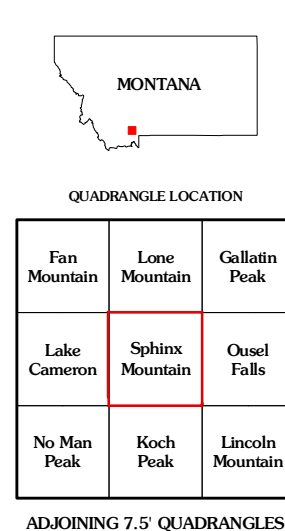 MONTANA
QUADRANGLE LOCATION
Fan
Mountain
Lone
Mountain
Gallatin
Peak
Lake
Cameron
Sphinx
Mountain
Ousel
Falls
No Man
Peak
Koch
Peak
Lincoln
Mountain
ADJOINING 7.5' QUADRANGLES